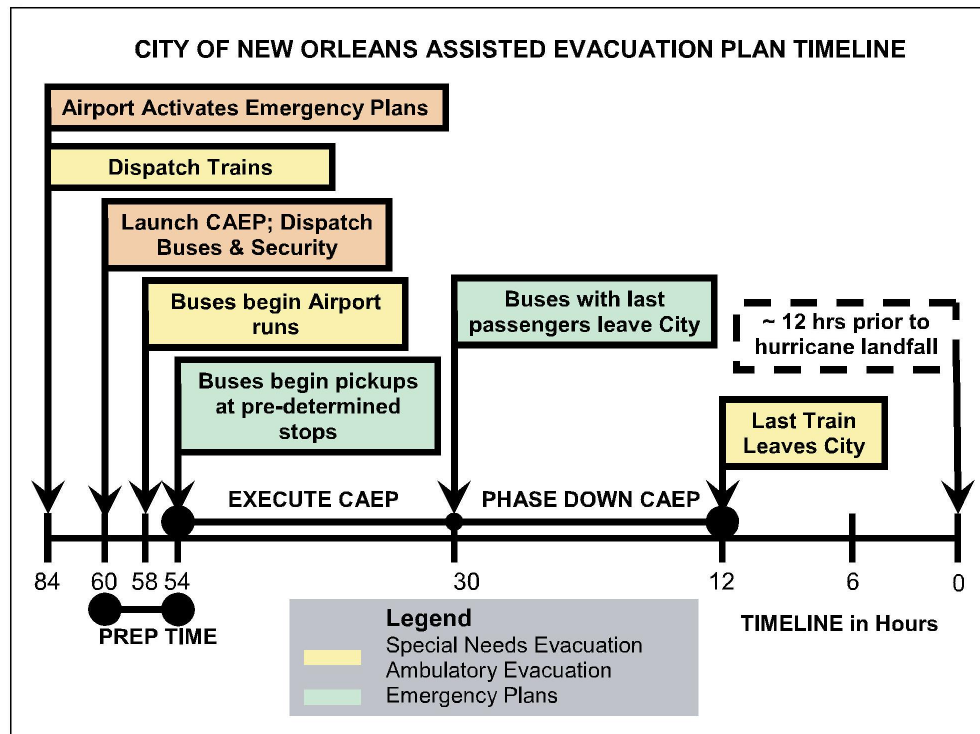 CITY OF NEW ORLEANS ASSISTED EVACUATION PLAN TIMELINE
Airport Activates Emergency Plans
Dispatch Trains
Launch CAEP; Dispatch
Buses & Security
Buses begin Airport
runs
Buses begin pickups
at pre-determined
stops
Buses with last
passengers leave City
~ 12 hrs prior to
hurricane landfall
Last Train
Leaves City
EXECUTE CAEP
PHASE DOWN CAEP
84 60 58 54 30 12 6 0
PREP TIME
TIMELINE in Hours
Legend
Special Needs Evacuation
Ambulatory Evacuation
Emergency Plans